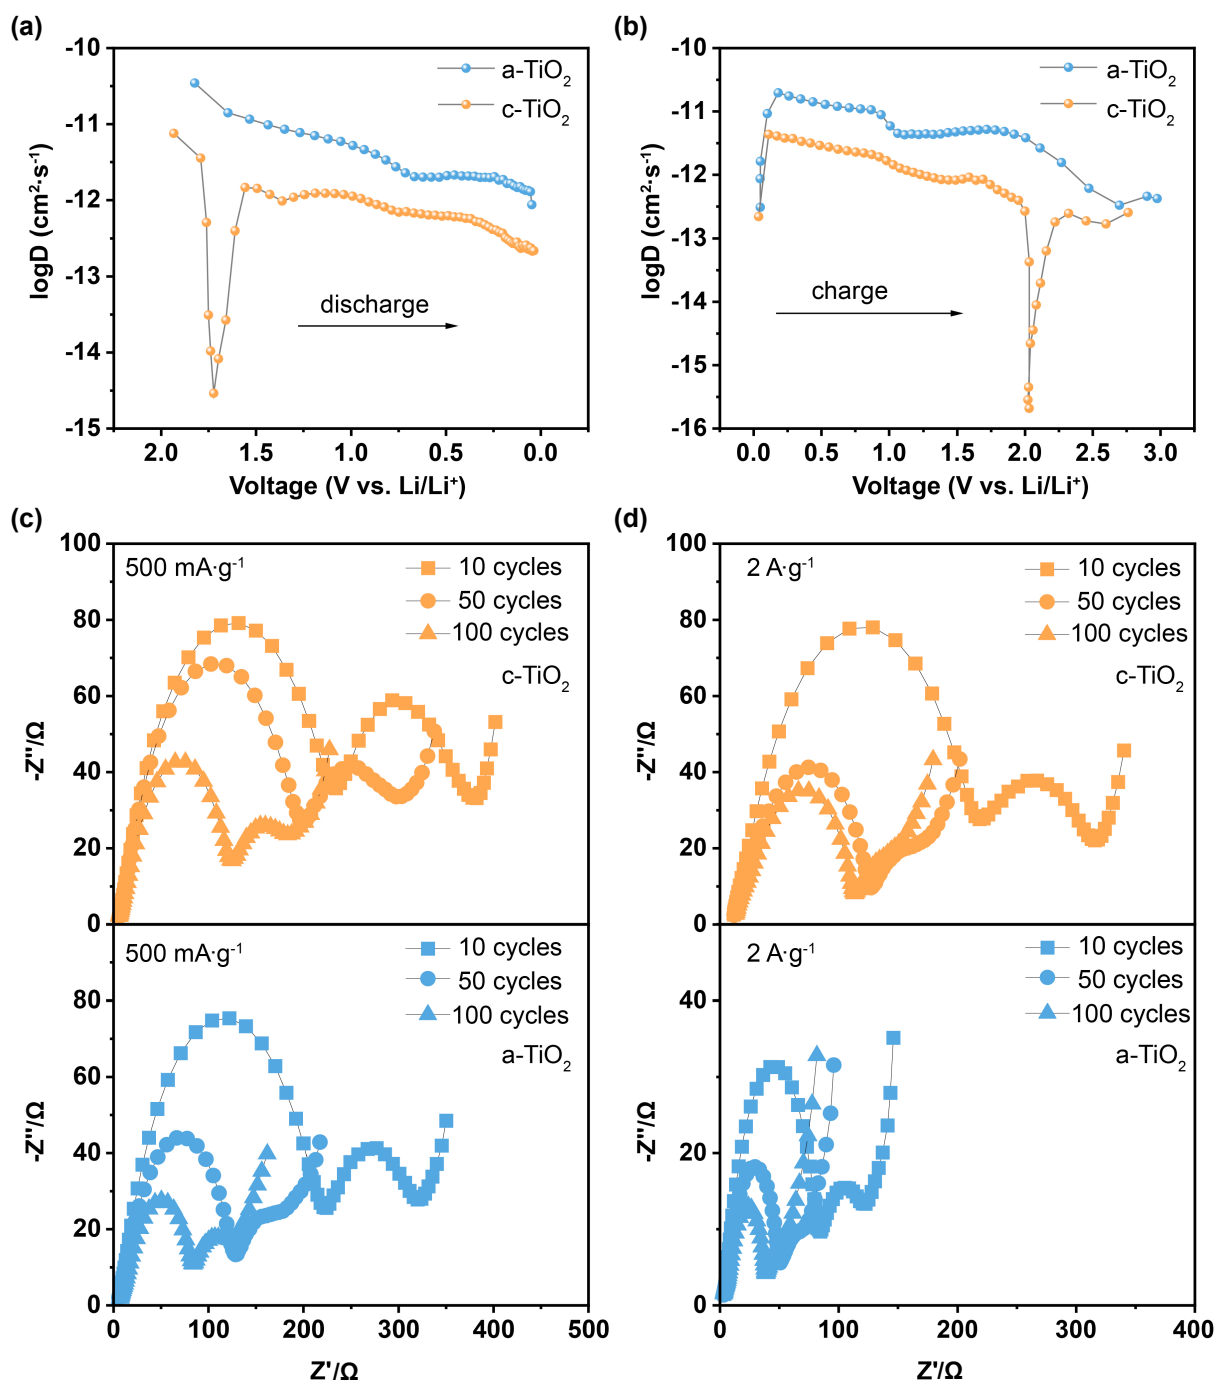 (a)
-10
-11
-12
-13
-14
-15
logD (cm²·s⁻¹)
a-TiO₂
c-TiO₂
discharge
2.0 1.5 1.0 0.5 0.0
Voltage (V vs. Li/Li⁺)
(b)
-10
-11
-12
-13
-14
-15
-16
logD (cm²·s⁻¹)
a-TiO₂
c-TiO₂
charge
0.0 0.5 1.0 1.5 2.0 2.5 3.0
Voltage (V vs. Li/Li⁺)
(c)
100
80
60
40
20
0
-Z''/Ω
500 mA·g⁻¹
10 cycles
50 cycles
100 cycles
c-TiO₂
80
60
40
20
0
-Z''/Ω
500 mA·g⁻¹
10 cycles
50 cycles
100 cycles
a-TiO₂
0 100 200 300 400 500
Z'/Ω
(d)
100
80
60
40
20
0
-Z''/Ω
2 A·g⁻¹
10 cycles
50 cycles
100 cycles
c-TiO₂
40
20
0
-Z''/Ω
2 A·g⁻¹
10 cycles
50 cycles
100 cycles
a-TiO₂
0 100 200 300 400
Z'/Ω